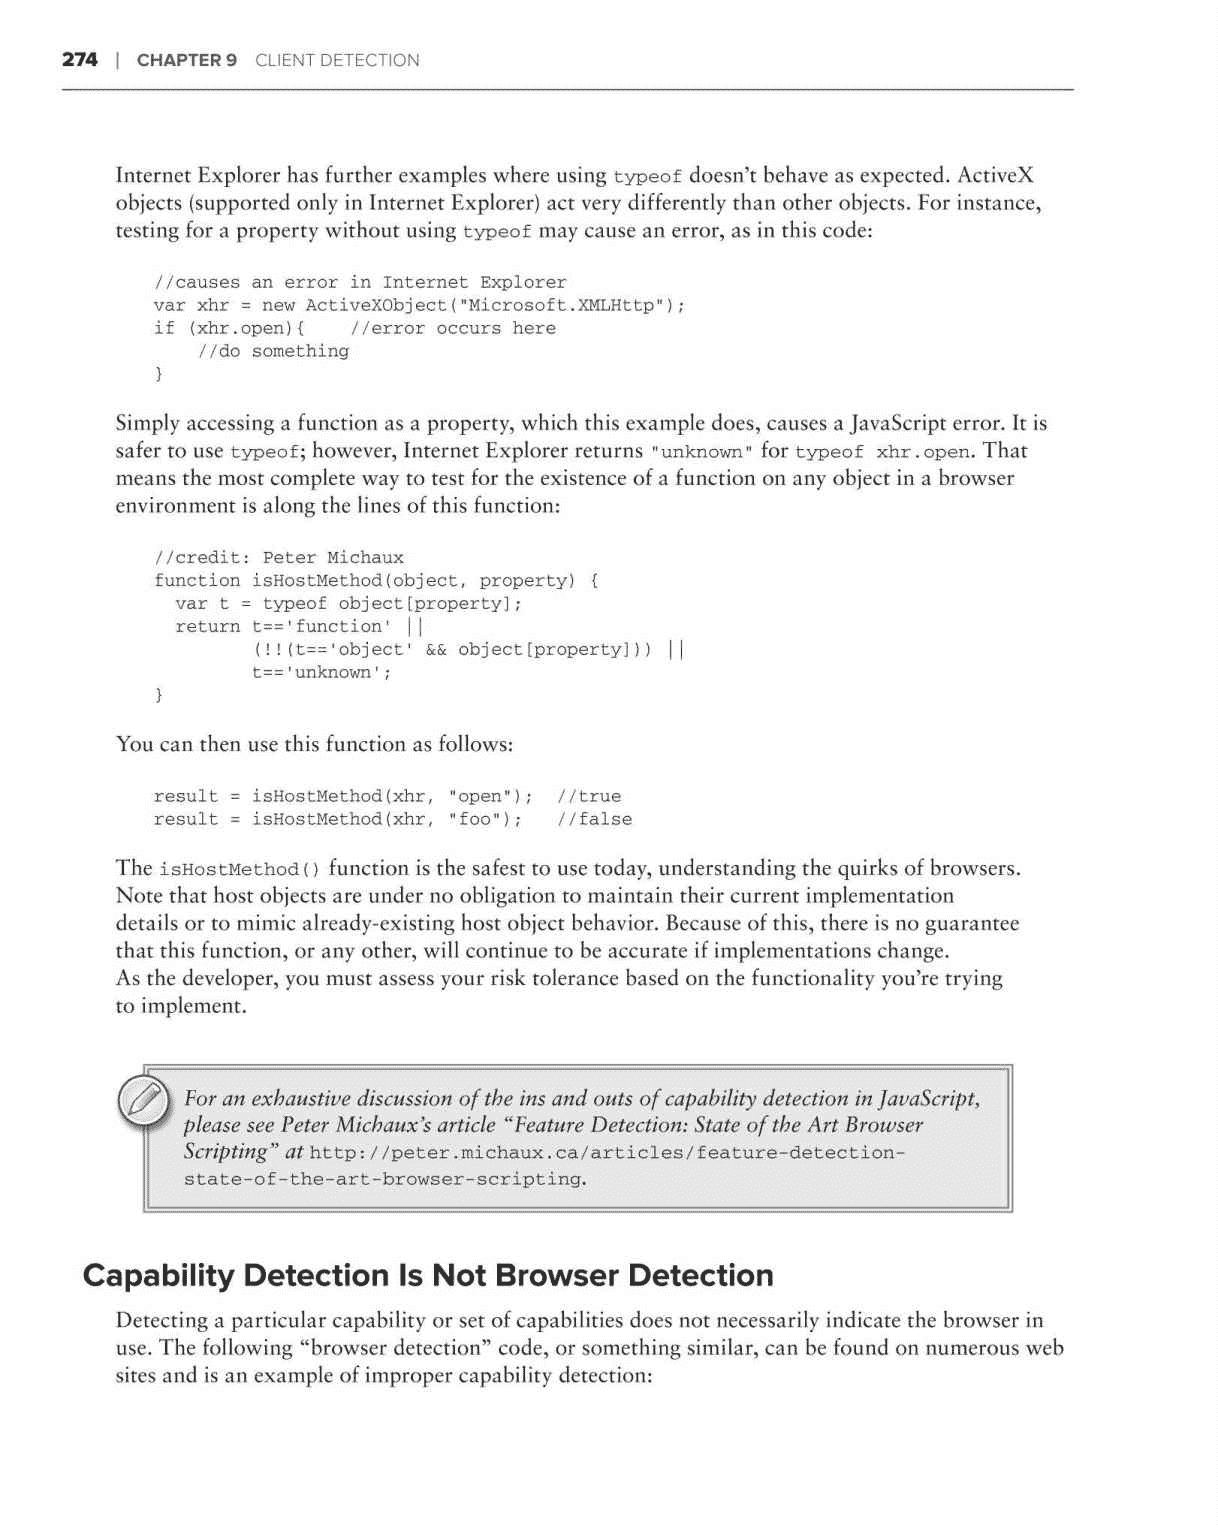 274 | CHAPTER 9 CLIENT DETECTION
Internet Explorer has further examples where using typeof doesn’t behave as expected. ActiveX
objects (supported only in Internet Explorer) act very differently than other objects. For instance,
testing for a property without using typeof may cause an error, as in this code:
//causes an error in Internet Explorer
var xhr = new ActiveXObject("Microsoft.XMLHttp");
if (xhr.open){    //error occurs here
    //do something
}
Simply accessing a function as a property, which this example does, causes a JavaScript error. It is
safer to use typeof; however, Internet Explorer returns "unknown" for typeof xhr.open. That
means the most complete way to test for the existence of a function on any object in a browser
environment is along the lines of this function:
//credit: Peter Michaux
function isHostMethod(object, property) {
  var t = typeof object[property];
  return t=='function' ||
         (!!(t=='object' && object[property])) ||
         t=='unknown';
}
You can then use this function as follows:
result = isHostMethod(xhr, "open");  //true
result = isHostMethod(xhr, "foo");   //false
The isHostMethod() function is the safest to use today, understanding the quirks of browsers.
Note that host objects are under no obligation to maintain their current implementation
details or to mimic already-existing host object behavior. Because of this, there is no guarantee
that this function, or any other, will continue to be accurate if implementations change.
As the developer, you must assess your risk tolerance based on the functionality you’re trying
to implement.
For an exhaustive discussion of the ins and outs of capability detection in JavaScript,
please see Peter Michaux’s article “Feature Detection: State of the Art Browser
Scripting” at http://peter.michaux.ca/articles/feature-detection-
state-of-the-art-browser-scripting.
Capability Detection Is Not Browser Detection
Detecting a particular capability or set of capabilities does not necessarily indicate the browser in
use. The following “browser detection” code, or something similar, can be found on numerous web
sites and is an example of improper capability detection: